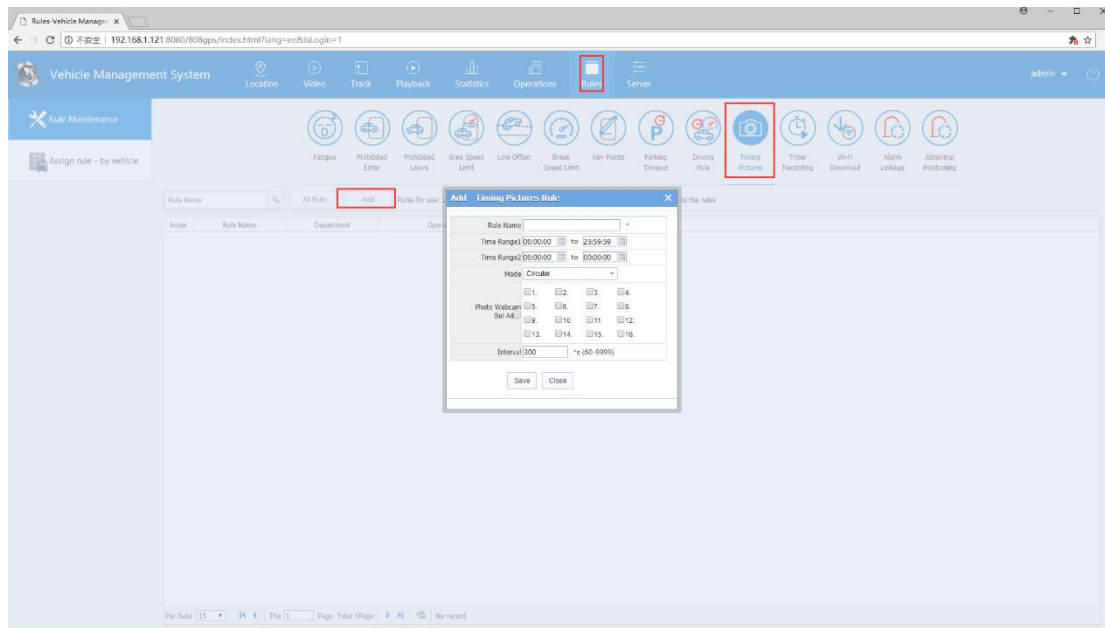 Rules-Vehicle Manager
不安全 | 192.168.1.121:8080/808gps/index.html?lang=en&isLogin=1
Vehicle Management System
Location Video Track Playback Statistics Operations Rules Server
admin
Rule Maintenance
Assign rule - by vehicle
Fatigue
Prohibited Enter
Prohibited Leave
Area Speed Limit
Line Offset
Break Speed Limit
Key Points
Parking Timeout
Driving Rule
Timing Pictures
Timer Recording
Wi-Fi Download
Alarm Linkage
Abnormal Positioning
Rule Name All Rule Add Rules for use: to the rules
Index Rule Name Department Opera
Add Timing Pictures Rule
Rule Name *
Time Range1 00:00:00 to 23:59:59
Time Range2 00:00:00 to 00:00:00
Mode Circular
Photo Webcam
Sel All
1. 2. 3. 4.
5. 6. 7. 8.
9. 10. 11. 12.
13. 14. 15. 16.
Interval 300 *s (60-9999)
Save Close
Per Data 15 The 1 Page Total 1Page No record